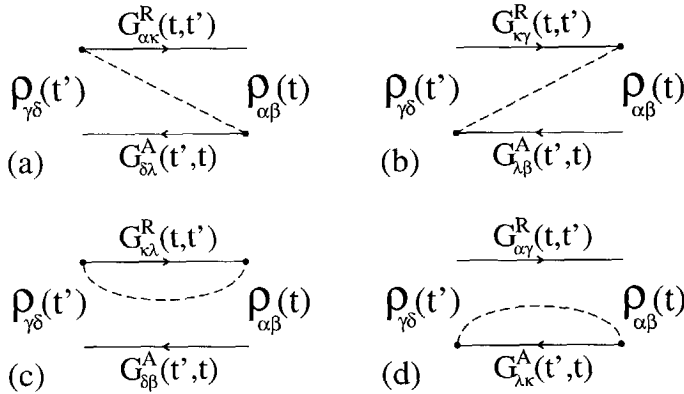 G^R_{ακ}(t,t') G^R_{κγ}(t,t')
ρ_{γδ}(t') ρ_{αβ}(t) ρ_{γδ}(t') ρ_{αβ}(t)
(a) G^A_{δλ}(t',t) (b) G^A_{λβ}(t',t)
G^R_{κλ}(t,t') G^R_{αγ}(t,t')
ρ_{γδ}(t') ρ_{αβ}(t) ρ_{γδ}(t') ρ_{αβ}(t)
(c) G^A_{δβ}(t',t) (d) G^A_{λκ}(t',t)